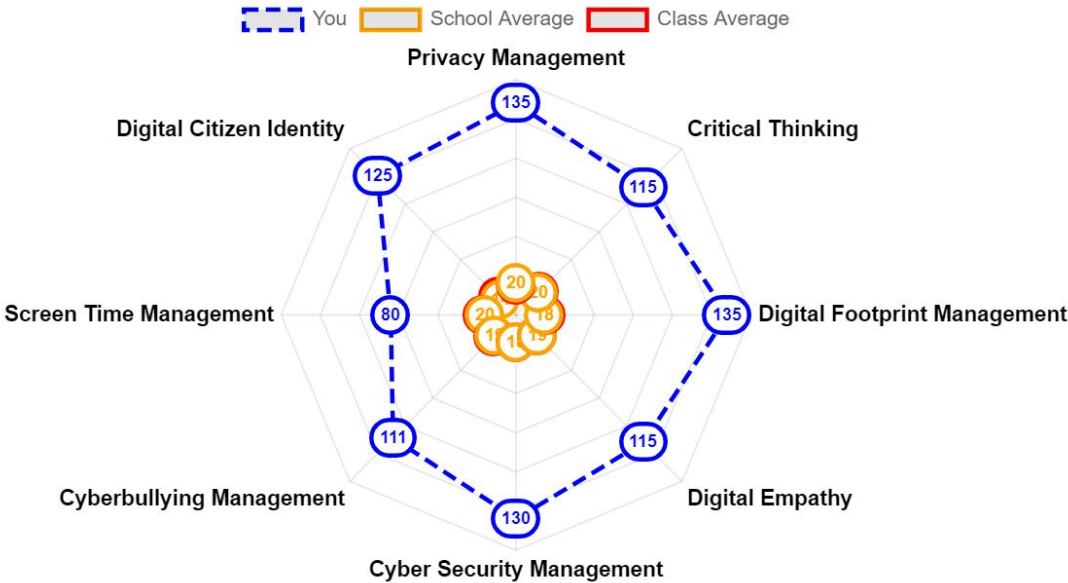 You School Average Class Average
Privacy Management
135
Digital Citizen Identity Critical Thinking
125 115
20
20
Screen Time Management 80 20 18 135 Digital Footprint Management
19
111 115
Cyberbullying Management Digital Empathy
130
Cyber Security Management